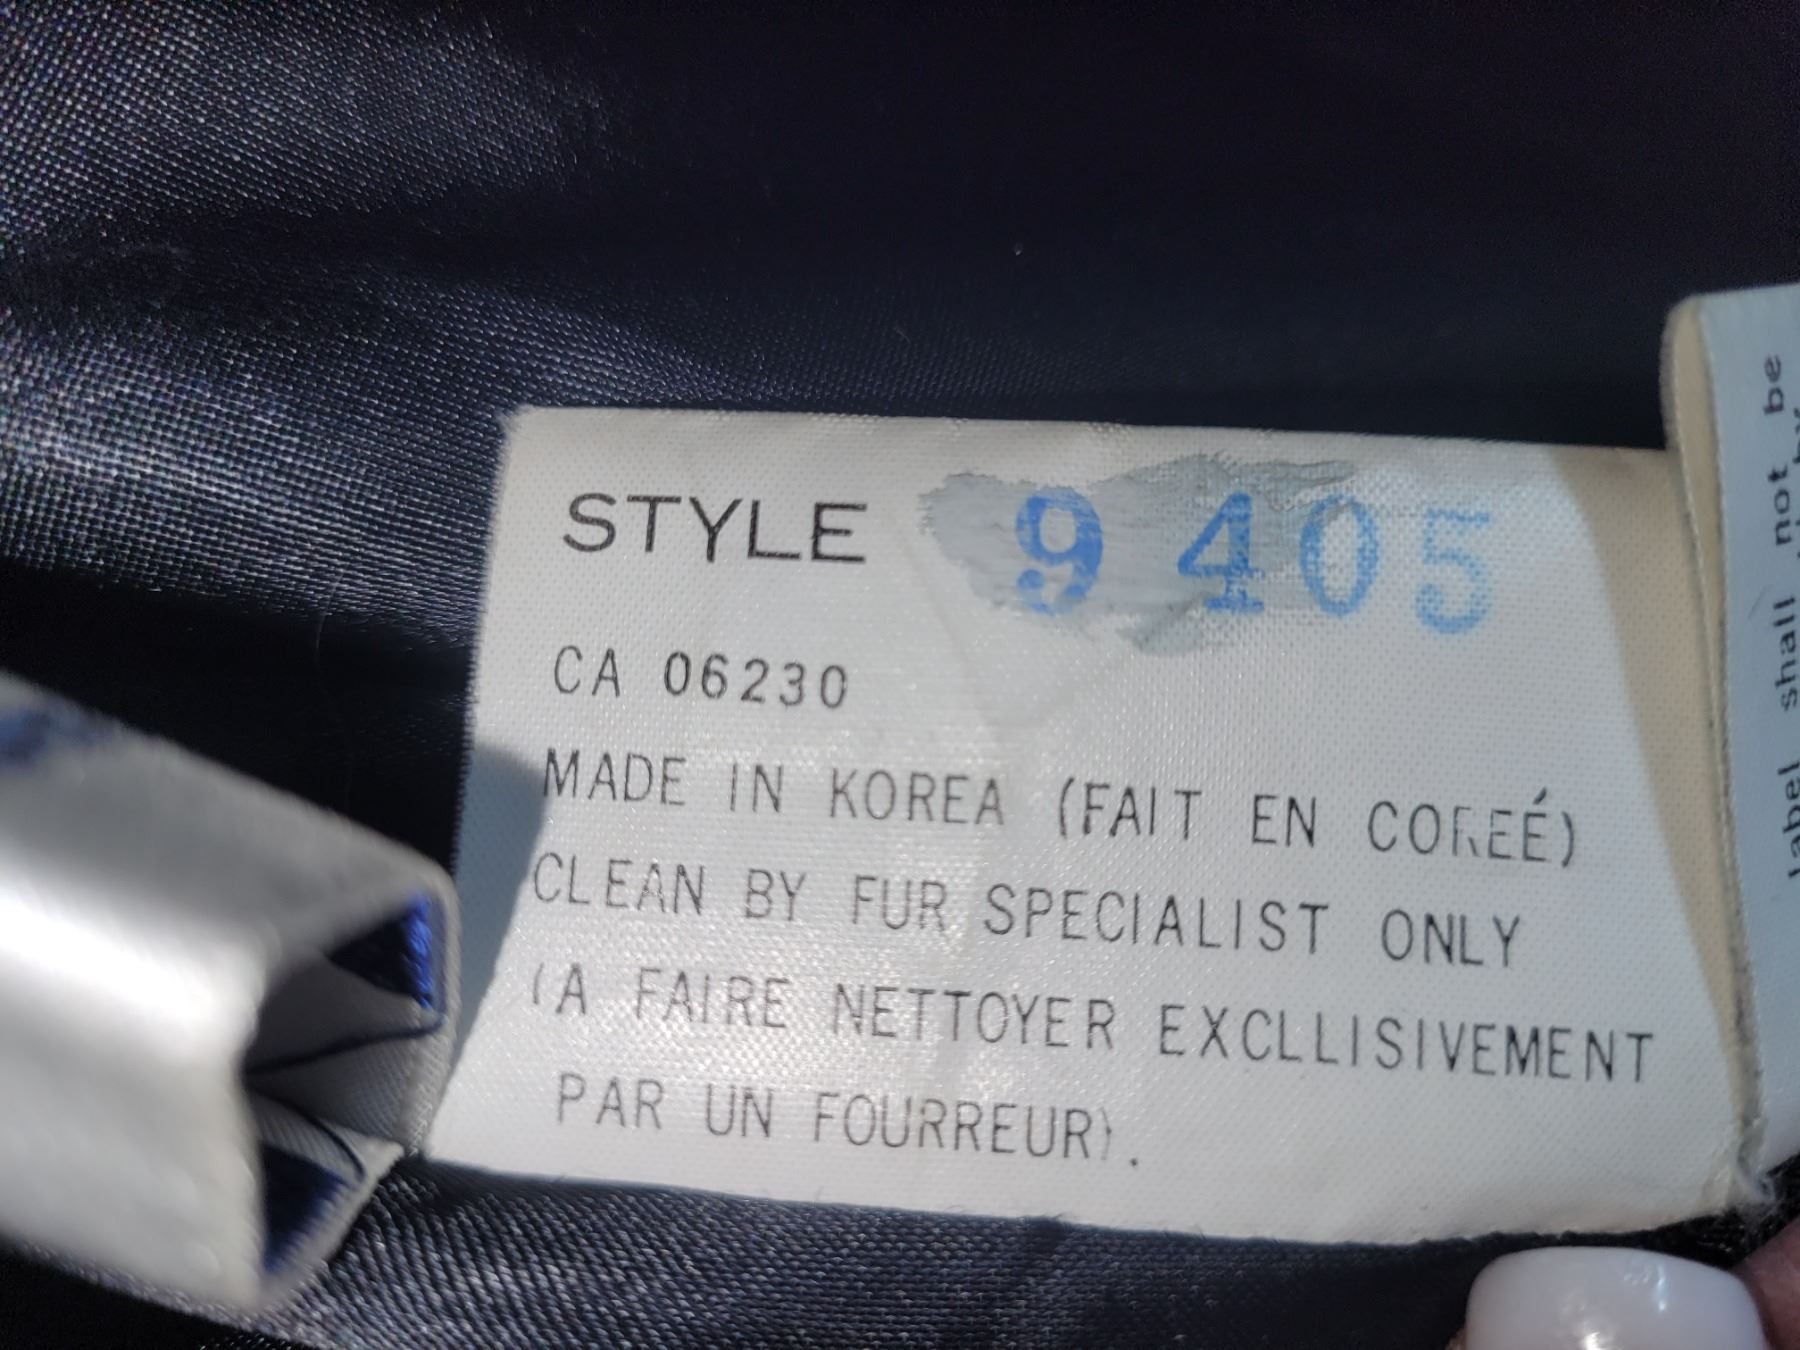 STYLE 9405
CA 06230
MADE IN KOREA (FAIT EN COREÉ)
CLEAN BY FUR SPECIALIST ONLY
(A FAIRE NETTOYER EXCLLISIVEMENT
PAR UN FOURREUR).
label shall not be